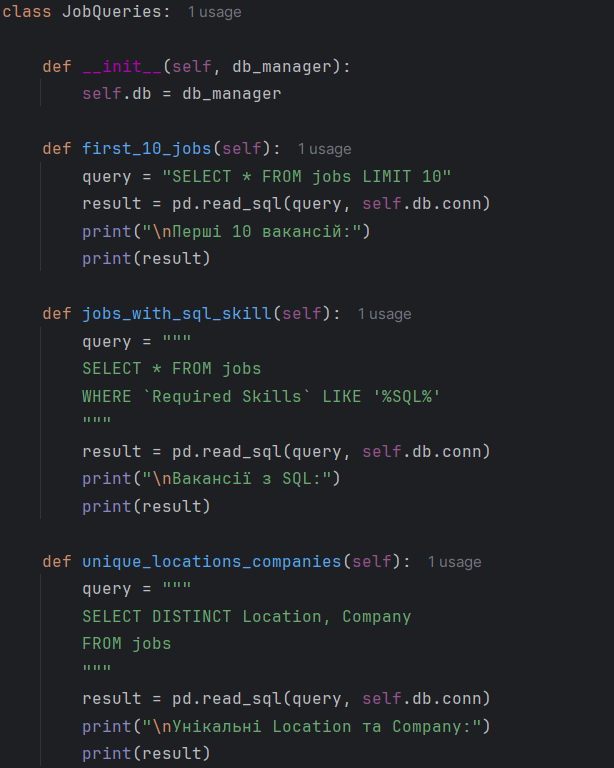 class JobQueries: 1 usage
def __init__(self, db_manager):
self.db = db_manager
def first_10_jobs(self): 1 usage
query = "SELECT * FROM jobs LIMIT 10"
result = pd.read_sql(query, self.db.conn)
print("\nПерші 10 вакансій:")
print(result)
def jobs_with_sql_skill(self): 1 usage
query = """
SELECT * FROM jobs
WHERE `Required Skills` LIKE '%SQL%'
"""
result = pd.read_sql(query, self.db.conn)
print("\nВакансії з SQL:")
print(result)
def unique_locations_companies(self): 1 usage
query = """
SELECT DISTINCT Location, Company
FROM jobs
"""
result = pd.read_sql(query, self.db.conn)
print("\nУнікальні Location та Company:")
print(result)